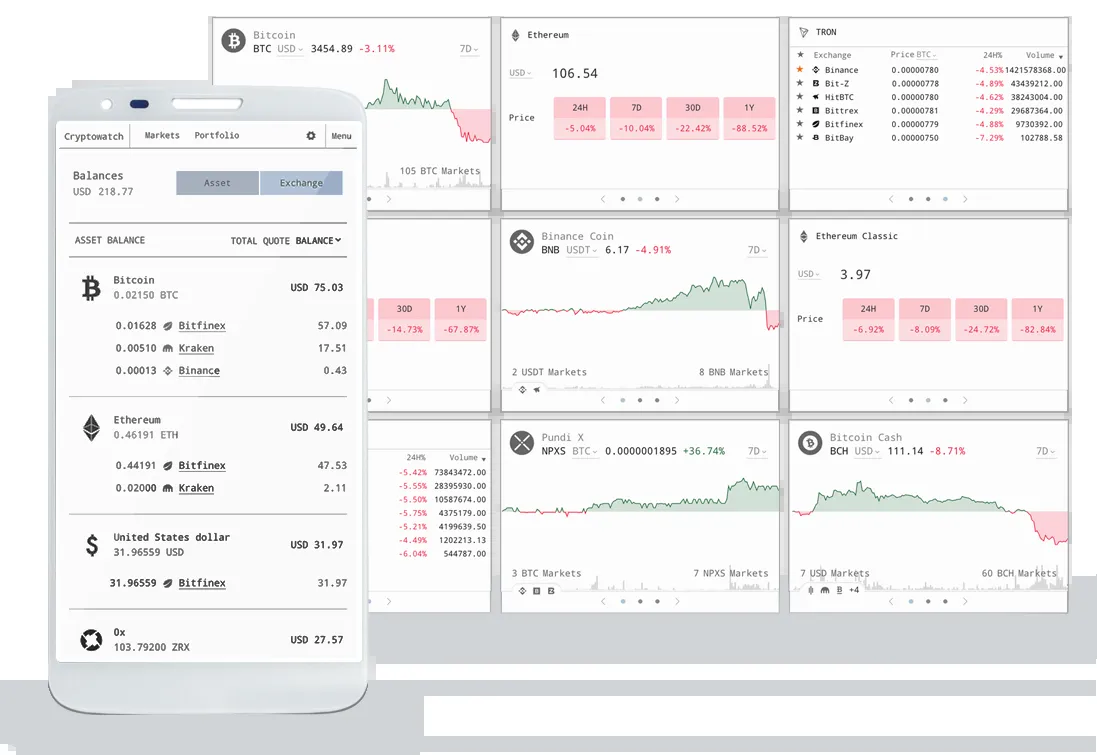 Cryptowatch Markets Portfolio Menu
Balances
USD 218.77
Asset Exchange
ASSET BALANCE TOTAL QUOTE BALANCE
Bitcoin
0.02150 BTC
USD 75.03
0.01628 Bitfinex 57.09
0.00510 Kraken 17.51
0.00013 Binance 0.43
Ethereum
0.46191 ETH
USD 49.64
0.44191 Bitfinex 47.53
0.02000 Kraken 2.11
United States dollar
31.96559 USD
USD 31.97
31.96559 Bitfinex 31.97
0x
103.79200 ZRX
USD 27.57
Bitcoin
BTC USD 3454.89 -3.11% 7D
105 BTC Markets
Ethereum
USD 106.54
24H 7D 30D 1Y
Price -5.04% -10.04% -22.42% -88.52%
TRON
Exchange Price BTC 24H% Volume
Binance 0.00000780 -4.53% 1421578368.00
Bit-Z 0.00000778 -4.89% 43439212.00
HitBTC 0.00000780 -4.62% 38243004.00
Bittrex 0.00000781 -4.29% 29687364.00
Bitfinex 0.00000779 -4.88% 9730392.00
BitBay 0.00000750 -7.29% 102788.58
30D 1Y
-14.73% -67.87%
Binance Coin
BNB USDT 6.17 -4.91% 7D
2 USDT Markets 8 BNB Markets
Ethereum Classic
USD 3.97
24H 7D 30D 1Y
Price -6.92% -8.09% -24.72% -82.84%
24H% Volume
-5.42% 73843472.00
-5.55% 28395930.00
-5.50% 10587674.00
-5.75% 4375179.00
-5.21% 4199639.50
-4.49% 1202213.13
-6.04% 544787.00
Pundi X
NPXS BTC 0.0000001895 +36.74% 7D
3 BTC Markets 7 NPXS Markets
Bitcoin Cash
BCH USD 111.14 -8.71% 7D
7 USD Markets 60 BCH Markets
+4